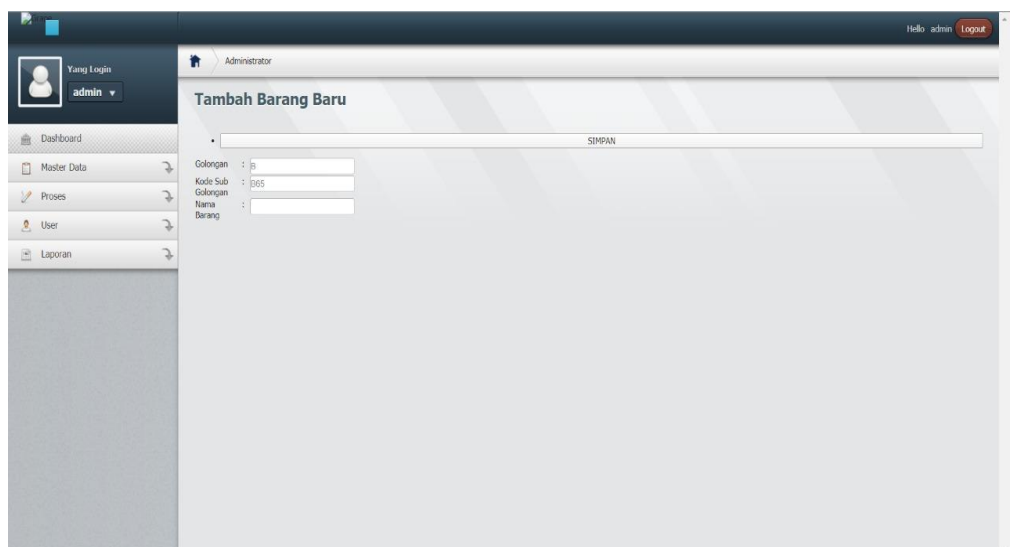 Hello admin Logout
Yang Login
admin
Administrator
Tambah Barang Baru
Dashboard
Master Data
Proses
User
Laporan
SIMPAN
Golongan : B
Kode Sub Golongan : B65
Nama Barang :